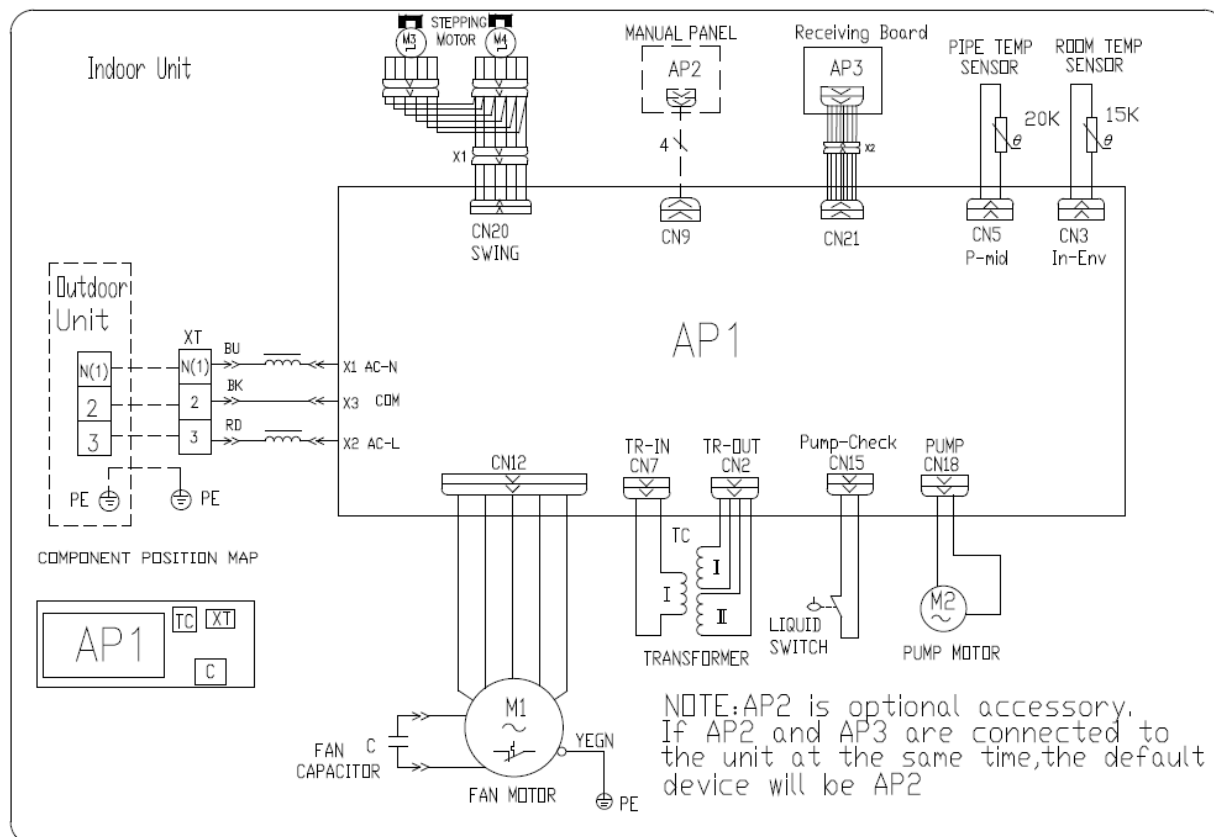 Indoor Unit
STEPPING
MOTOR
M3
M4
X1
CN20
SWING
MANUAL PANEL
AP2
4
CN9
Receiving Board
AP3
X2
CN21
PIPE TEMP
SENSOR
20K
θ
CN5
P-mid
ROOM TEMP
SENSOR
15K
θ
CN3
In-Env
Outdoor
Unit
N(1)
2
3
PE
XT
N(1)
2
3
PE
BU
BK
RD
X1 AC-N
X3 COM
X2 AC-L
AP1
CN12
TR-IN
CN7
TR-OUT
CN2
Pump-Check
CN15
PUMP
CN18
TC
I
I
II
TRANSFORMER
LIQUID
SWITCH
M2
PUMP MOTOR
COMPONENT POSITION MAP
AP1
TC
XT
C
M1
YEGN
PE
FAN
CAPACITOR
C
FAN MOTOR
NOTE:AP2 is optional accessory.
If AP2 and AP3 are connected to
the unit at the same time,the default
device will be AP2